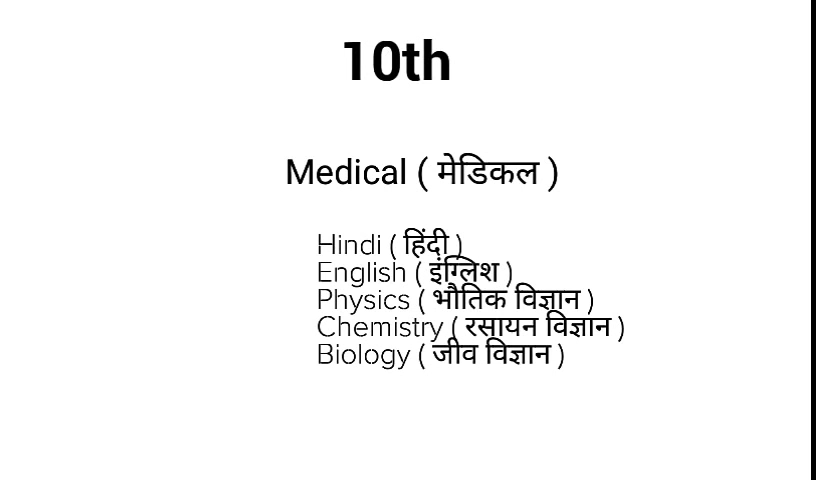 10th
Medical ( मेडिकल )
Hindi ( हिंदी )
English ( इंग्लिश )
Physics ( भौतिक विज्ञान )
Chemistry ( रसायन विज्ञान )
Biology ( जीव विज्ञान )